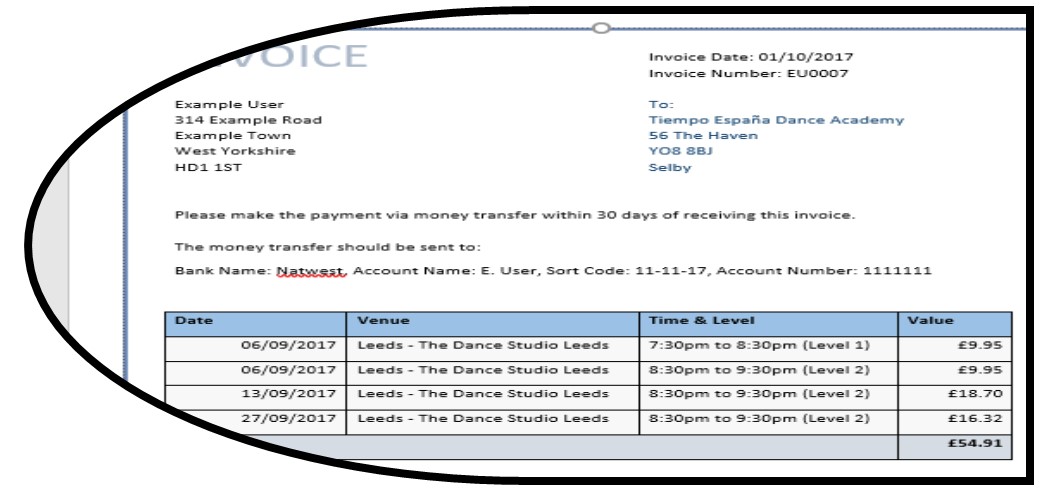 VOICE
Invoice Date: 01/10/2017
Invoice Number: EU0007
Example User
314 Example Road
Example Town
West Yorkshire
HD1 1ST
To:
Tiempo España Dance Academy
56 The Haven
YO8 8BJ
Selby
Please make the payment via money transfer within 30 days of receiving this invoice.
The money transfer should be sent to:
Bank Name: Natwest, Account Name: E. User, Sort Code: 11-11-17, Account Number: 1111111
Date Venue Time & Level Value
06/09/2017 Leeds - The Dance Studio Leeds 7:30pm to 8:30pm (Level 1) £9.95
06/09/2017 Leeds - The Dance Studio Leeds 8:30pm to 9:30pm (Level 2) £9.95
13/09/2017 Leeds - The Dance Studio Leeds 8:30pm to 9:30pm (Level 2) £18.70
27/09/2017 Leeds - The Dance Studio Leeds 8:30pm to 9:30pm (Level 2) £16.32
£54.91